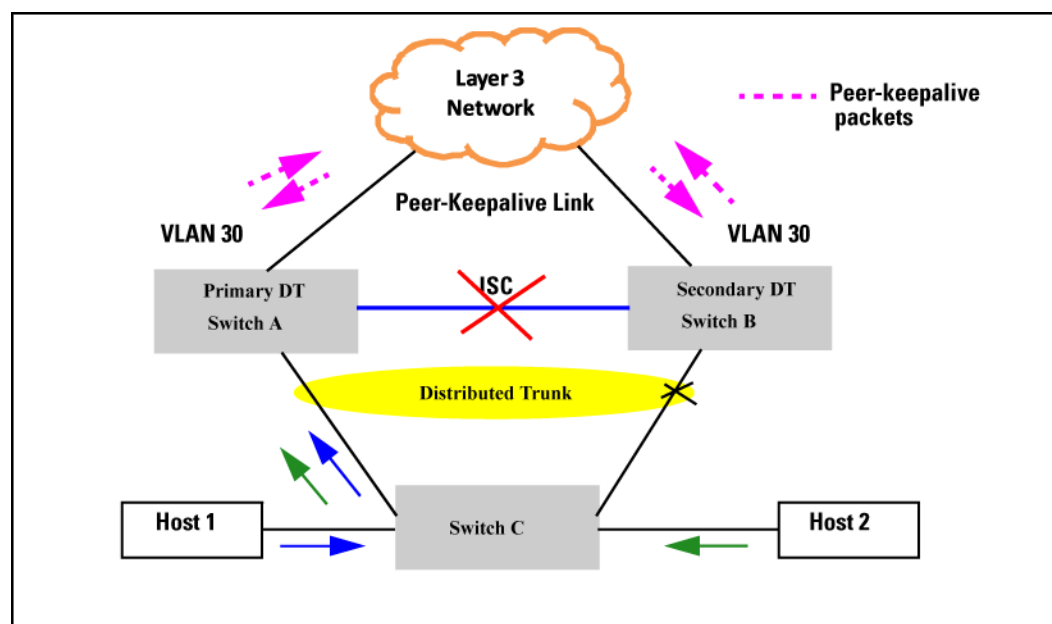 Layer 3
Network
Peer-keepalive
packets
Peer-Keepalive Link
VLAN 30
VLAN 30
Primary DT
Switch A
ISC
Secondary DT
Switch B
Distributed Trunk
Host 1
Switch C
Host 2